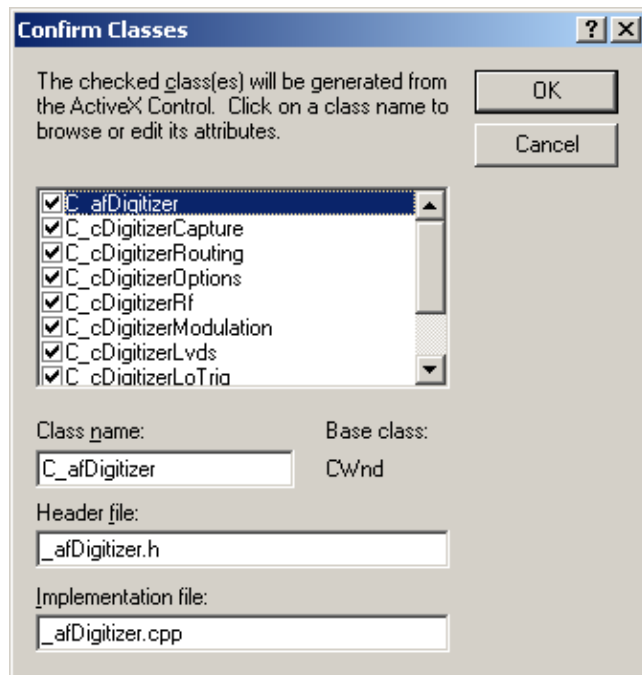 Confirm Classes
The checked class(es) will be generated from
the ActiveX Control. Click on a class name to
browse or edit its attributes.
OK
Cancel
C_afDigitizer
C_cDigitizerCapture
C_cDigitizerRouting
C_cDigitizerOptions
C_cDigitizerRf
C_cDigitizerModulation
C_cDigitizerLvds
C_cDigitizerLoTrig
Class name:
Base class:
C_afDigitizer
CWnd
Header file:
_afDigitizer.h
Implementation file:
_afDigitizer.cpp